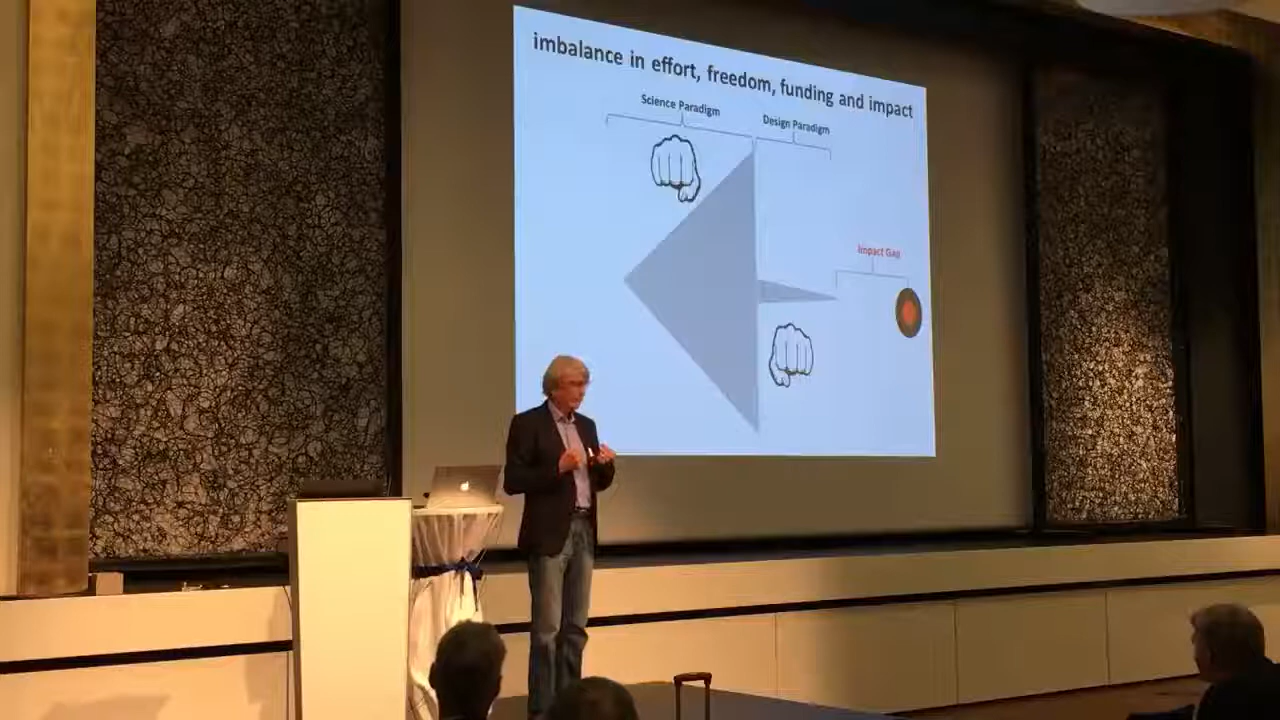 imbalance in effort, freedom, funding and impact
Science Paradigm
Design Paradigm
Impact Gap